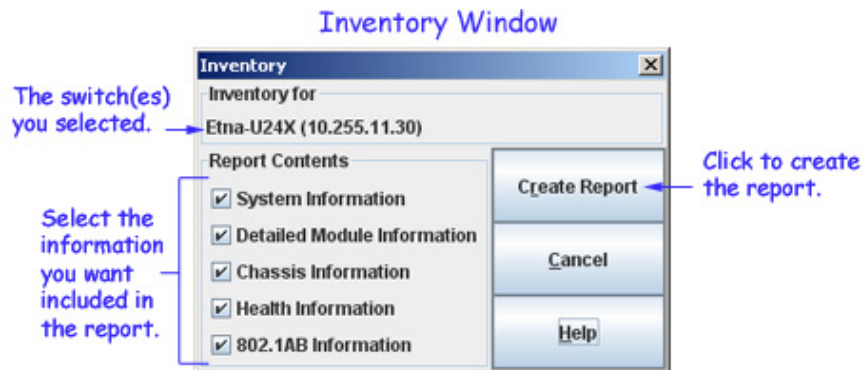 Inventory Window
Inventory
Inventory for
The switch(es)
you selected.
Etna-U24X (10.255.11.30)
Report Contents
System Information
Detailed Module Information
Chassis Information
Health Information
802.1AB Information
Select the
information
you want
included in
the report.
Create Report
Click to create
the report.
Cancel
Help